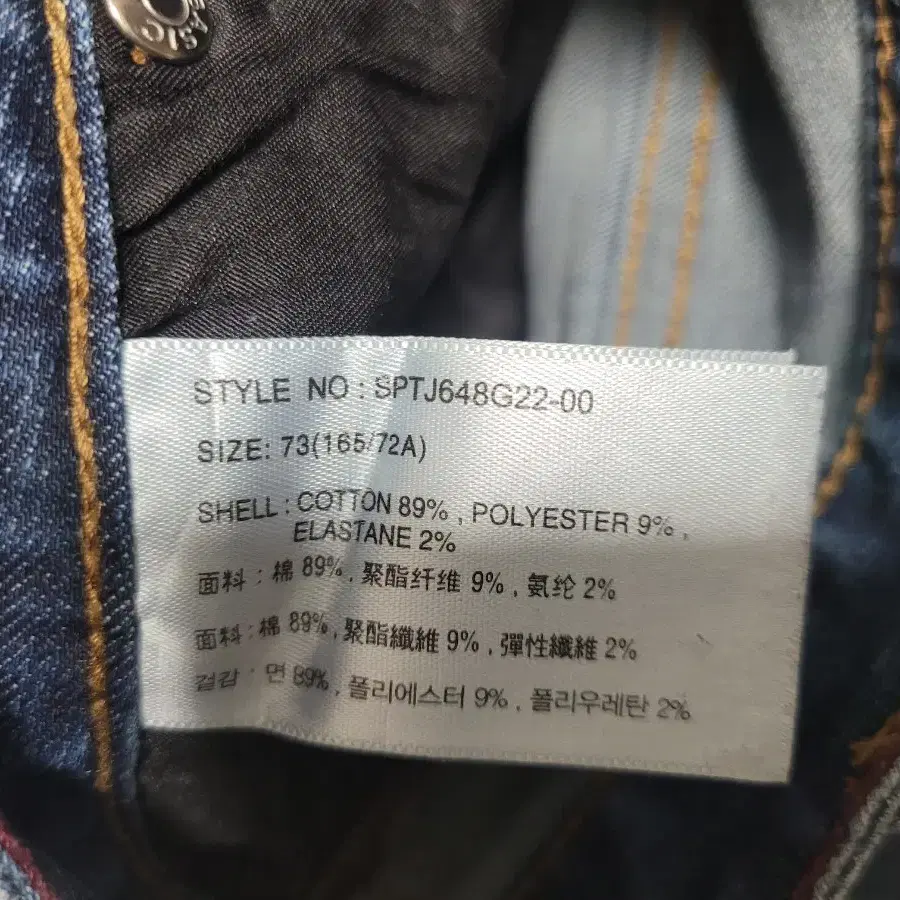 BASIC
STYLE NO : SPTJ648G22-00
SIZE: 73(165/72A)
SHELL : COTTON 89% , POLYESTER 9% ,
ELASTANE 2%
面料 : 棉 89% , 聚酯纤维 9% , 氨纶 2%
面料 : 棉 89% , 聚酯纖維 9% , 彈性纖維 2%
겉감 : 면 89% , 폴리에스터 9% , 폴리우레탄 2%